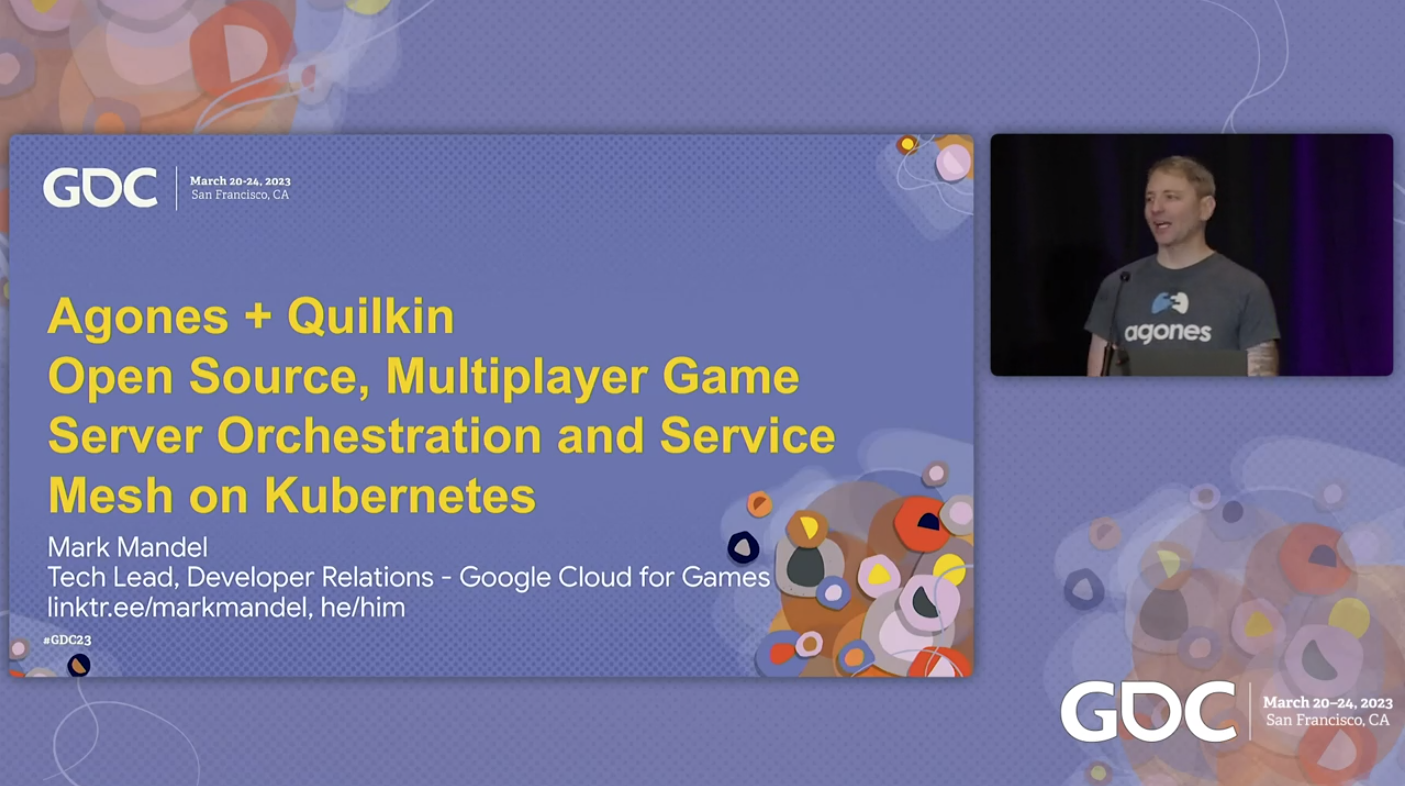 GDC
March 20-24, 2023
San Francisco, CA
Agones + Quilkin
Open Source, Multiplayer Game
Server Orchestration and Service
Mesh on Kubernetes
Mark Mandel
Tech Lead, Developer Relations - Google Cloud for Games
linktr.ee/markmandel, he/him
#GDC23
agones
GDC
March 20–24, 2023
San Francisco, CA